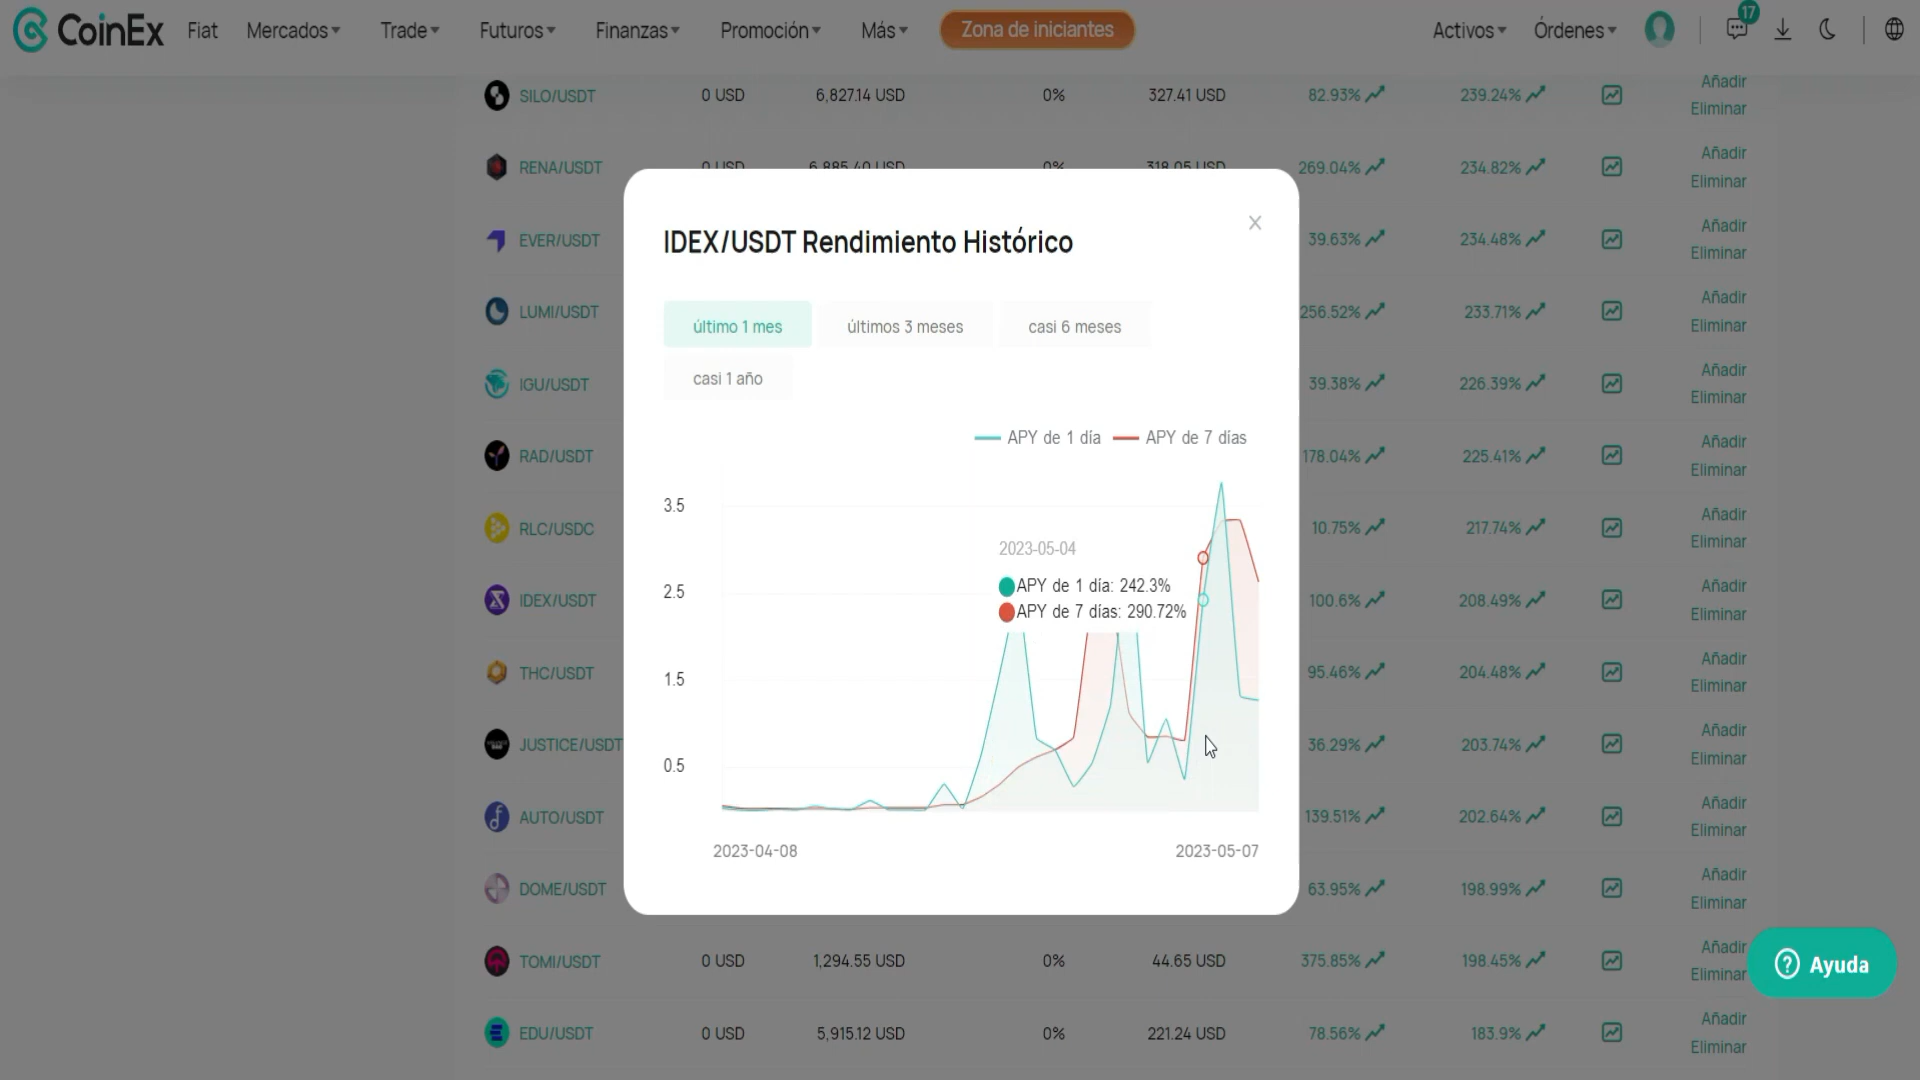 CoinEx Fiat Mercados Trade Futuros Finanzas Promoción Más Zona de iniciantes Activos Órdenes 17
SILO/USDT 0 USD 6,827.14 USD 0% 327.41 USD 82.93% 239.24% Añadir
Eliminar
RENA/USDT 0 USD 6,885.40 USD 0% 318.05 USD 269.04% 234.82% Añadir
Eliminar
IDEX/USDT Rendimiento Histórico
último 1 mes últimos 3 meses casi 6 meses
casi 1 año
APY de 1 día APY de 7 días
3.5
2.5
1.5
0.5
2023-05-04
APY de 1 día: 242.3%
APY de 7 días: 290.72%
2023-04-08 2023-05-07
EVER/USDT 39.63% 234.48% Añadir
Eliminar
LUMI/USDT 256.52% 233.71% Añadir
Eliminar
IGU/USDT 39.38% 226.39% Añadir
Eliminar
RAD/USDT 178.04% 225.41% Añadir
Eliminar
RLC/USDC 10.75% 217.74% Añadir
Eliminar
IDEX/USDT 100.6% 208.49% Añadir
Eliminar
THC/USDT 95.46% 204.48% Añadir
Eliminar
JUSTICE/USDT 36.29% 203.74% Añadir
Eliminar
AUTO/USDT 139.51% 202.64% Añadir
Eliminar
DOME/USDT 63.95% 198.99% Añadir
Eliminar
TOMI/USDT 0 USD 1,294.55 USD 0% 44.65 USD 375.85% 198.45% Añadir
Eliminar
Ayuda
EDU/USDT 0 USD 5,915.12 USD 0% 221.24 USD 78.56% 183.9% Añadir
Eliminar